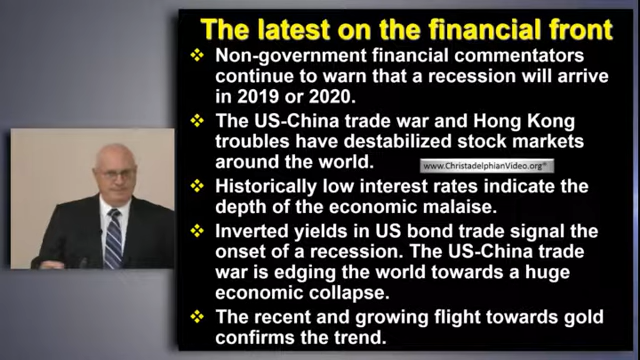 The latest on the financial front
Non-government financial commentators
continue to warn that a recession will arrive
in 2019 or 2020.
The US-China trade war and Hong Kong
troubles have destabilized stock markets
around the world.
www.ChristadelphianVideo.org
Historically low interest rates indicate the
depth of the economic malaise.
Inverted yields in US bond trade signal the
onset of a recession. The US-China trade
war is edging the world towards a huge
economic collapse.
The recent and growing flight towards gold
confirms the trend.